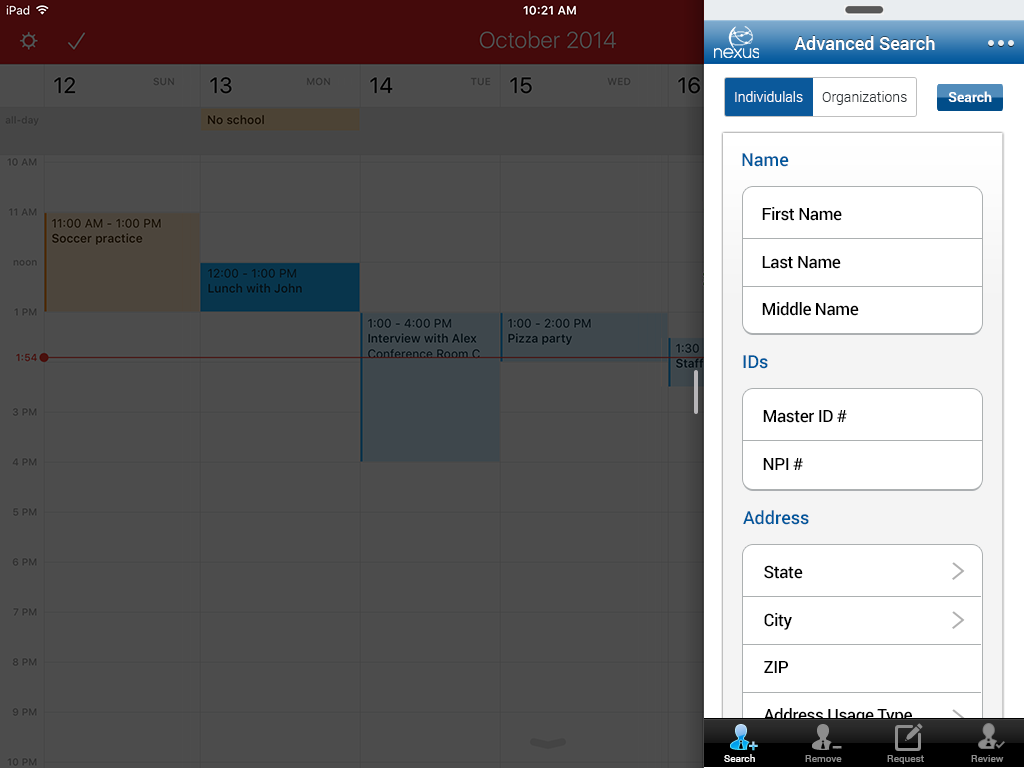 iPad 10:21 AM
October 2014
12 SUN 13 MON 14 TUE 15 WED 16
all-day No school
10 AM
11 AM
11:00 AM - 1:00 PM
Soccer practice
noon
12:00 - 1:00 PM
Lunch with John
1 PM
1:00 - 4:00 PM
Interview with Alex
Conference Room C
1:00 - 2:00 PM
Pizza party
1:30
Staff
1:54
3 PM
4 PM
5 PM
6 PM
7 PM
8 PM
9 PM
10 PM
nexus Advanced Search
Individulals Organizations Search
Name
First Name
Last Name
Middle Name
IDs
Master ID #
NPI #
Address
State
City
ZIP
Address Usage Type
Search Remove Request Review